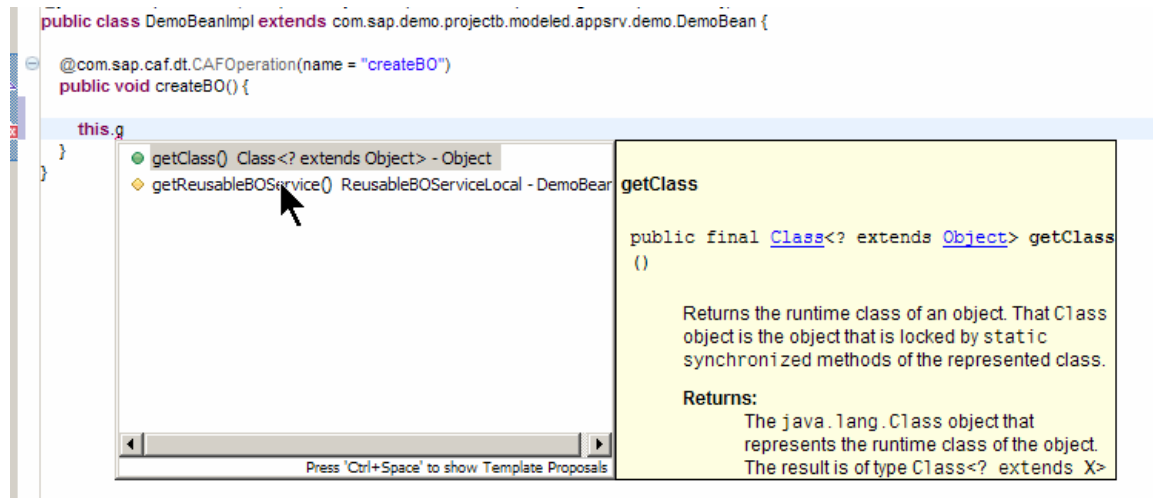 public class DemoBeanImpl extends com.sap.demo.projectb.modeled.appsrv.demo.DemoBean {
@com.sap.caf.dt.CAFOperation(name = "createBO")
public void createBO() {
this.g
}
}
getClass() Class<? extends Object> - Object
getReusableBOService() ReusableBOServiceLocal - DemoBean
Press 'Ctrl+Space' to show Template Proposals
getClass
public final Class<? extends Object> getClass
()
Returns the runtime class of an object. That Class
object is the object that is locked by static
synchronized methods of the represented class.
Returns:
The java.lang.Class object that
represents the runtime class of the object.
The result is of type Class<? extends X>